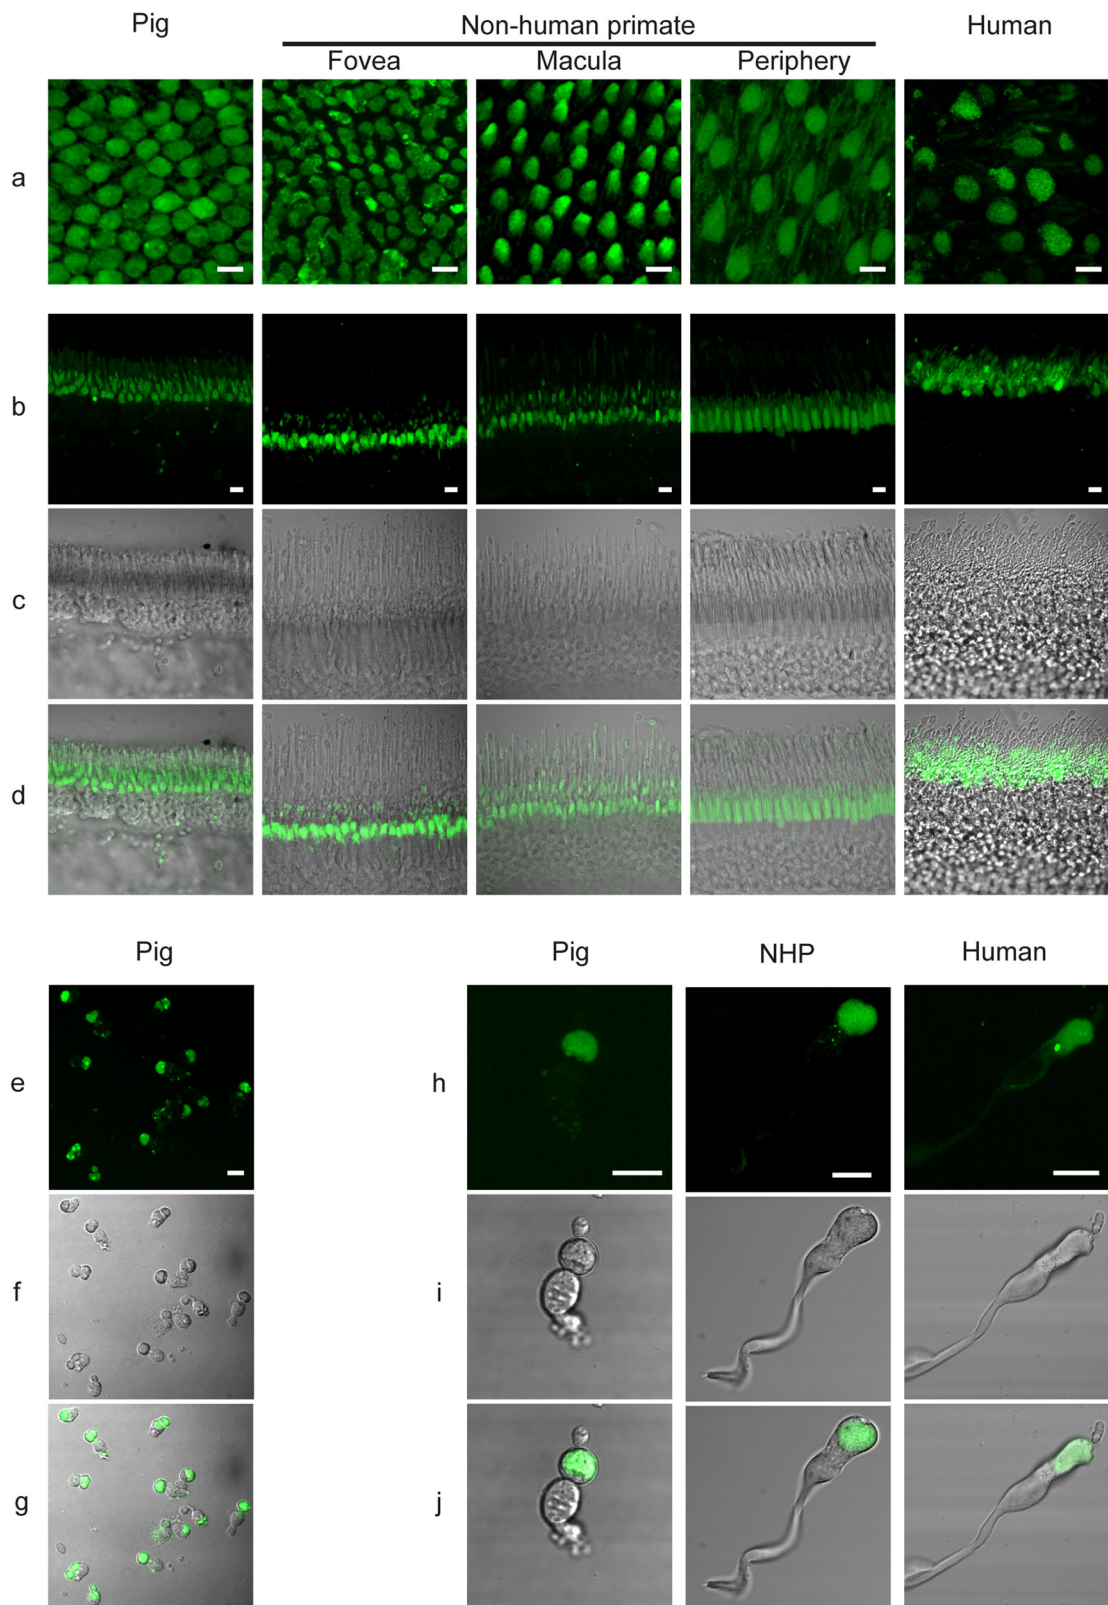 Pig Non-human primate Human
Fovea Macula Periphery
a
b
c
d
Pig Pig NHP Human
e h
f i
g j